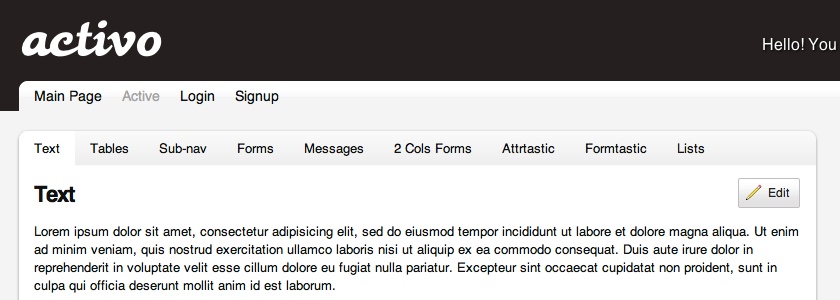 activo
Hello! You
Main Page Active Login Signup
Text Tables Sub-nav Forms Messages 2 Cols Forms Attrtastic Formtastic Lists
Text
Edit
Lorem ipsum dolor sit amet, consectetur adipisicing elit, sed do eiusmod tempor incididunt ut labore et dolore magna aliqua. Ut enim
ad minim veniam, quis nostrud exercitation ullamco laboris nisi ut aliquip ex ea commodo consequat. Duis aute irure dolor in
reprehenderit in voluptate velit esse cillum dolore eu fugiat nulla pariatur. Excepteur sint occaecat cupidatat non proident, sunt in
culpa qui officia deserunt mollit anim id est laborum.